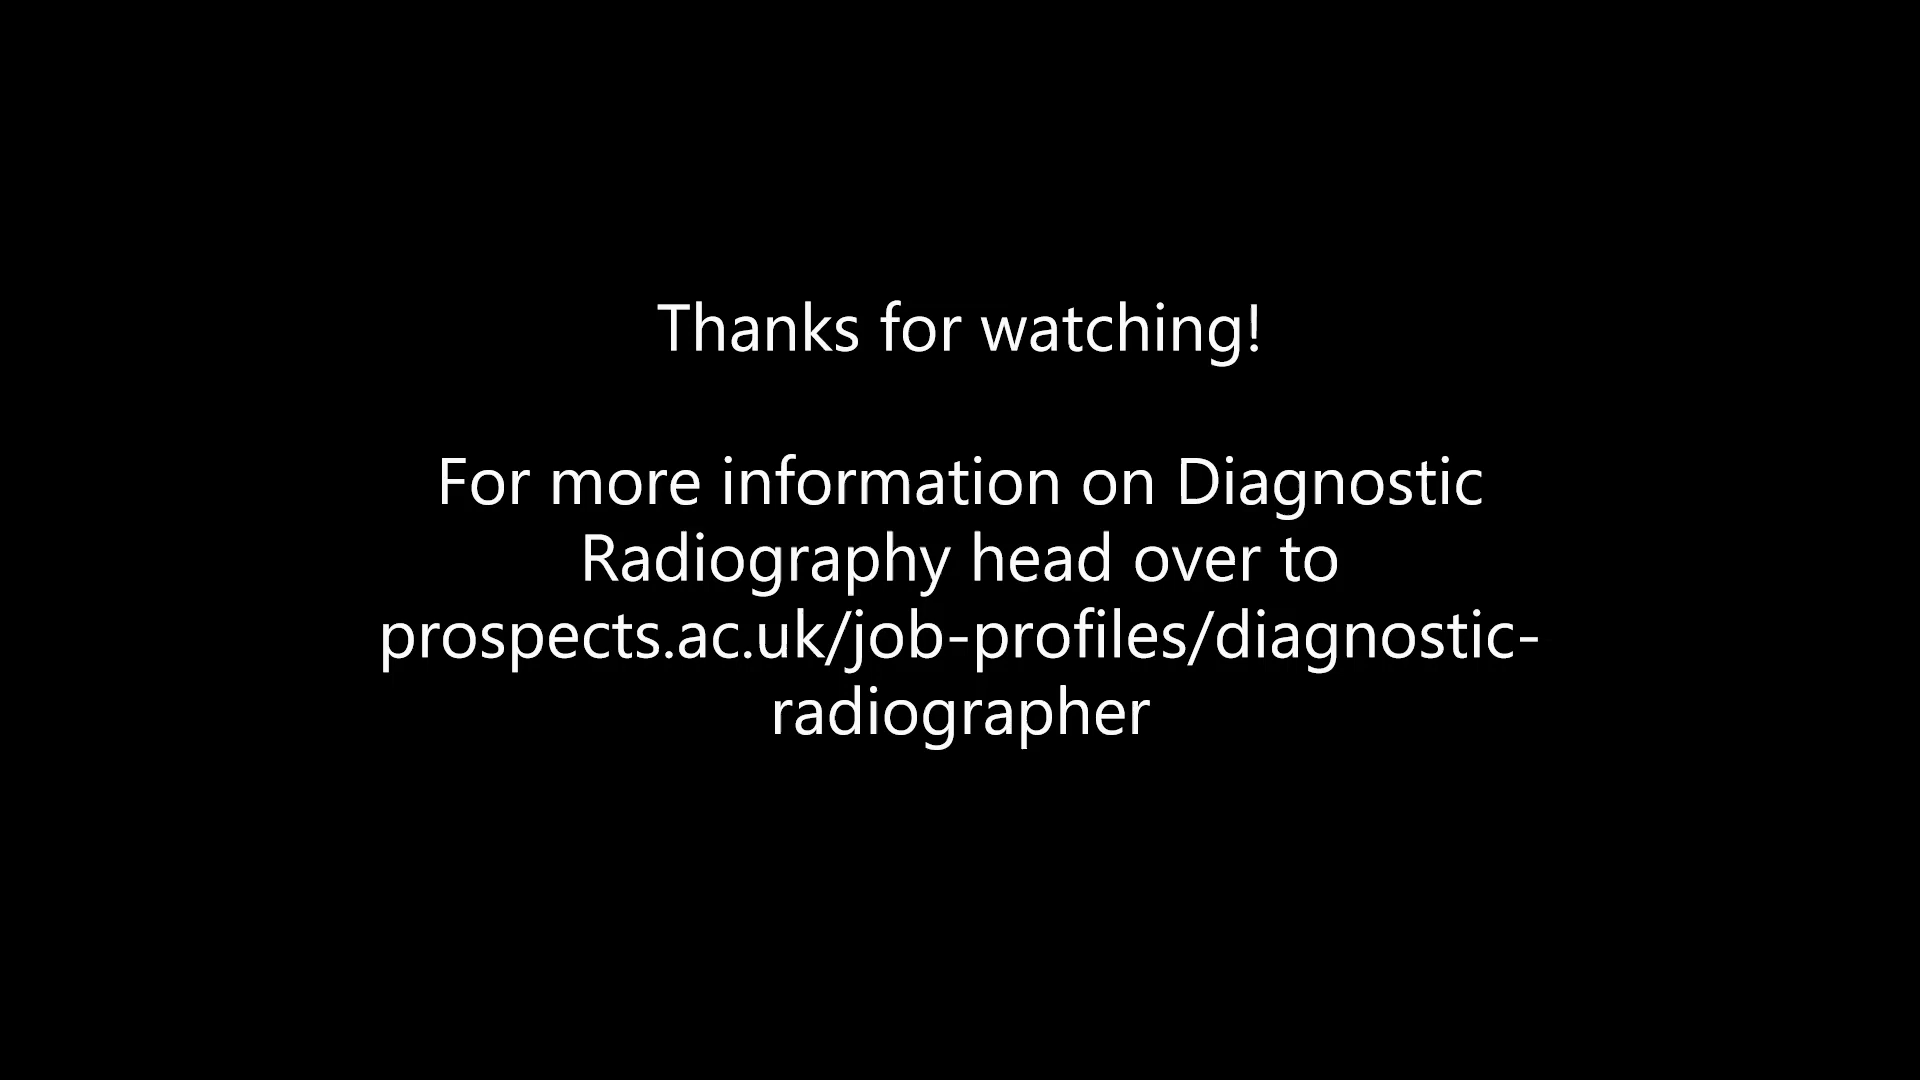 Thanks for watching!
For more information on Diagnostic
Radiography head over to
prospects.ac.uk/job-profiles/diagnostic-
radiographer